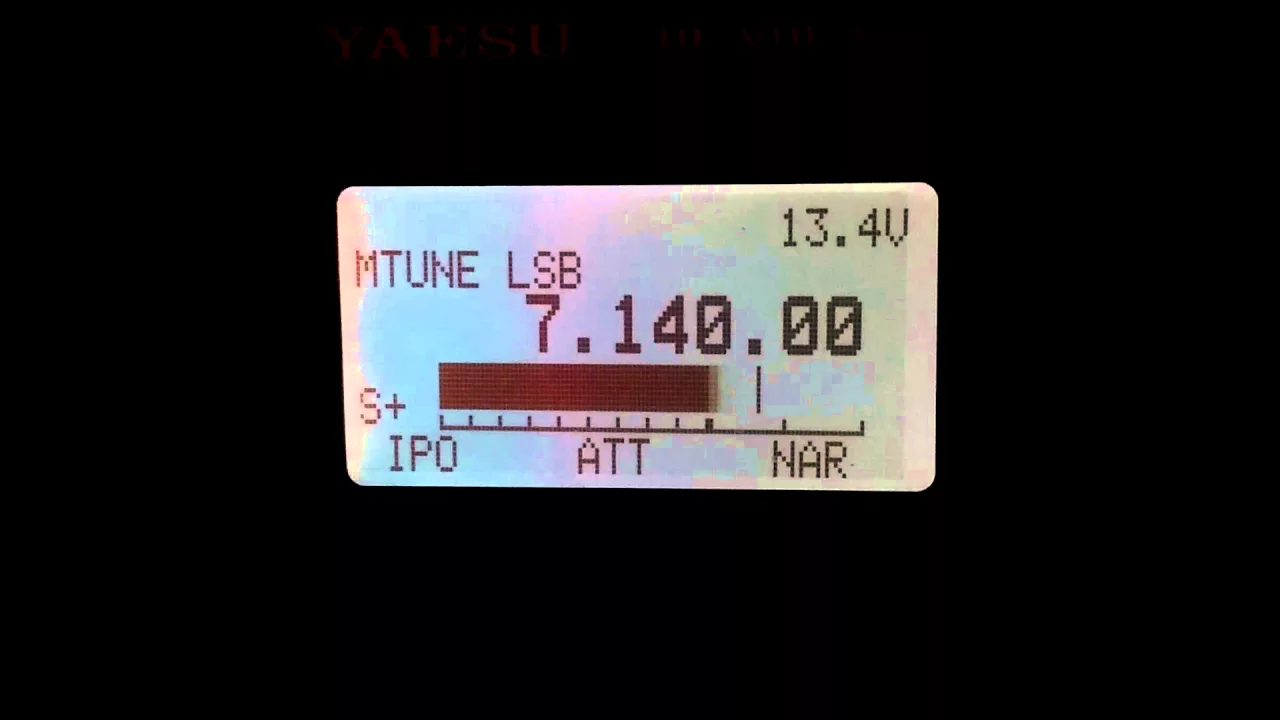 YAESU
13.4V
MTUNE LSB
7.140.00
S+
IPO ATT NAR